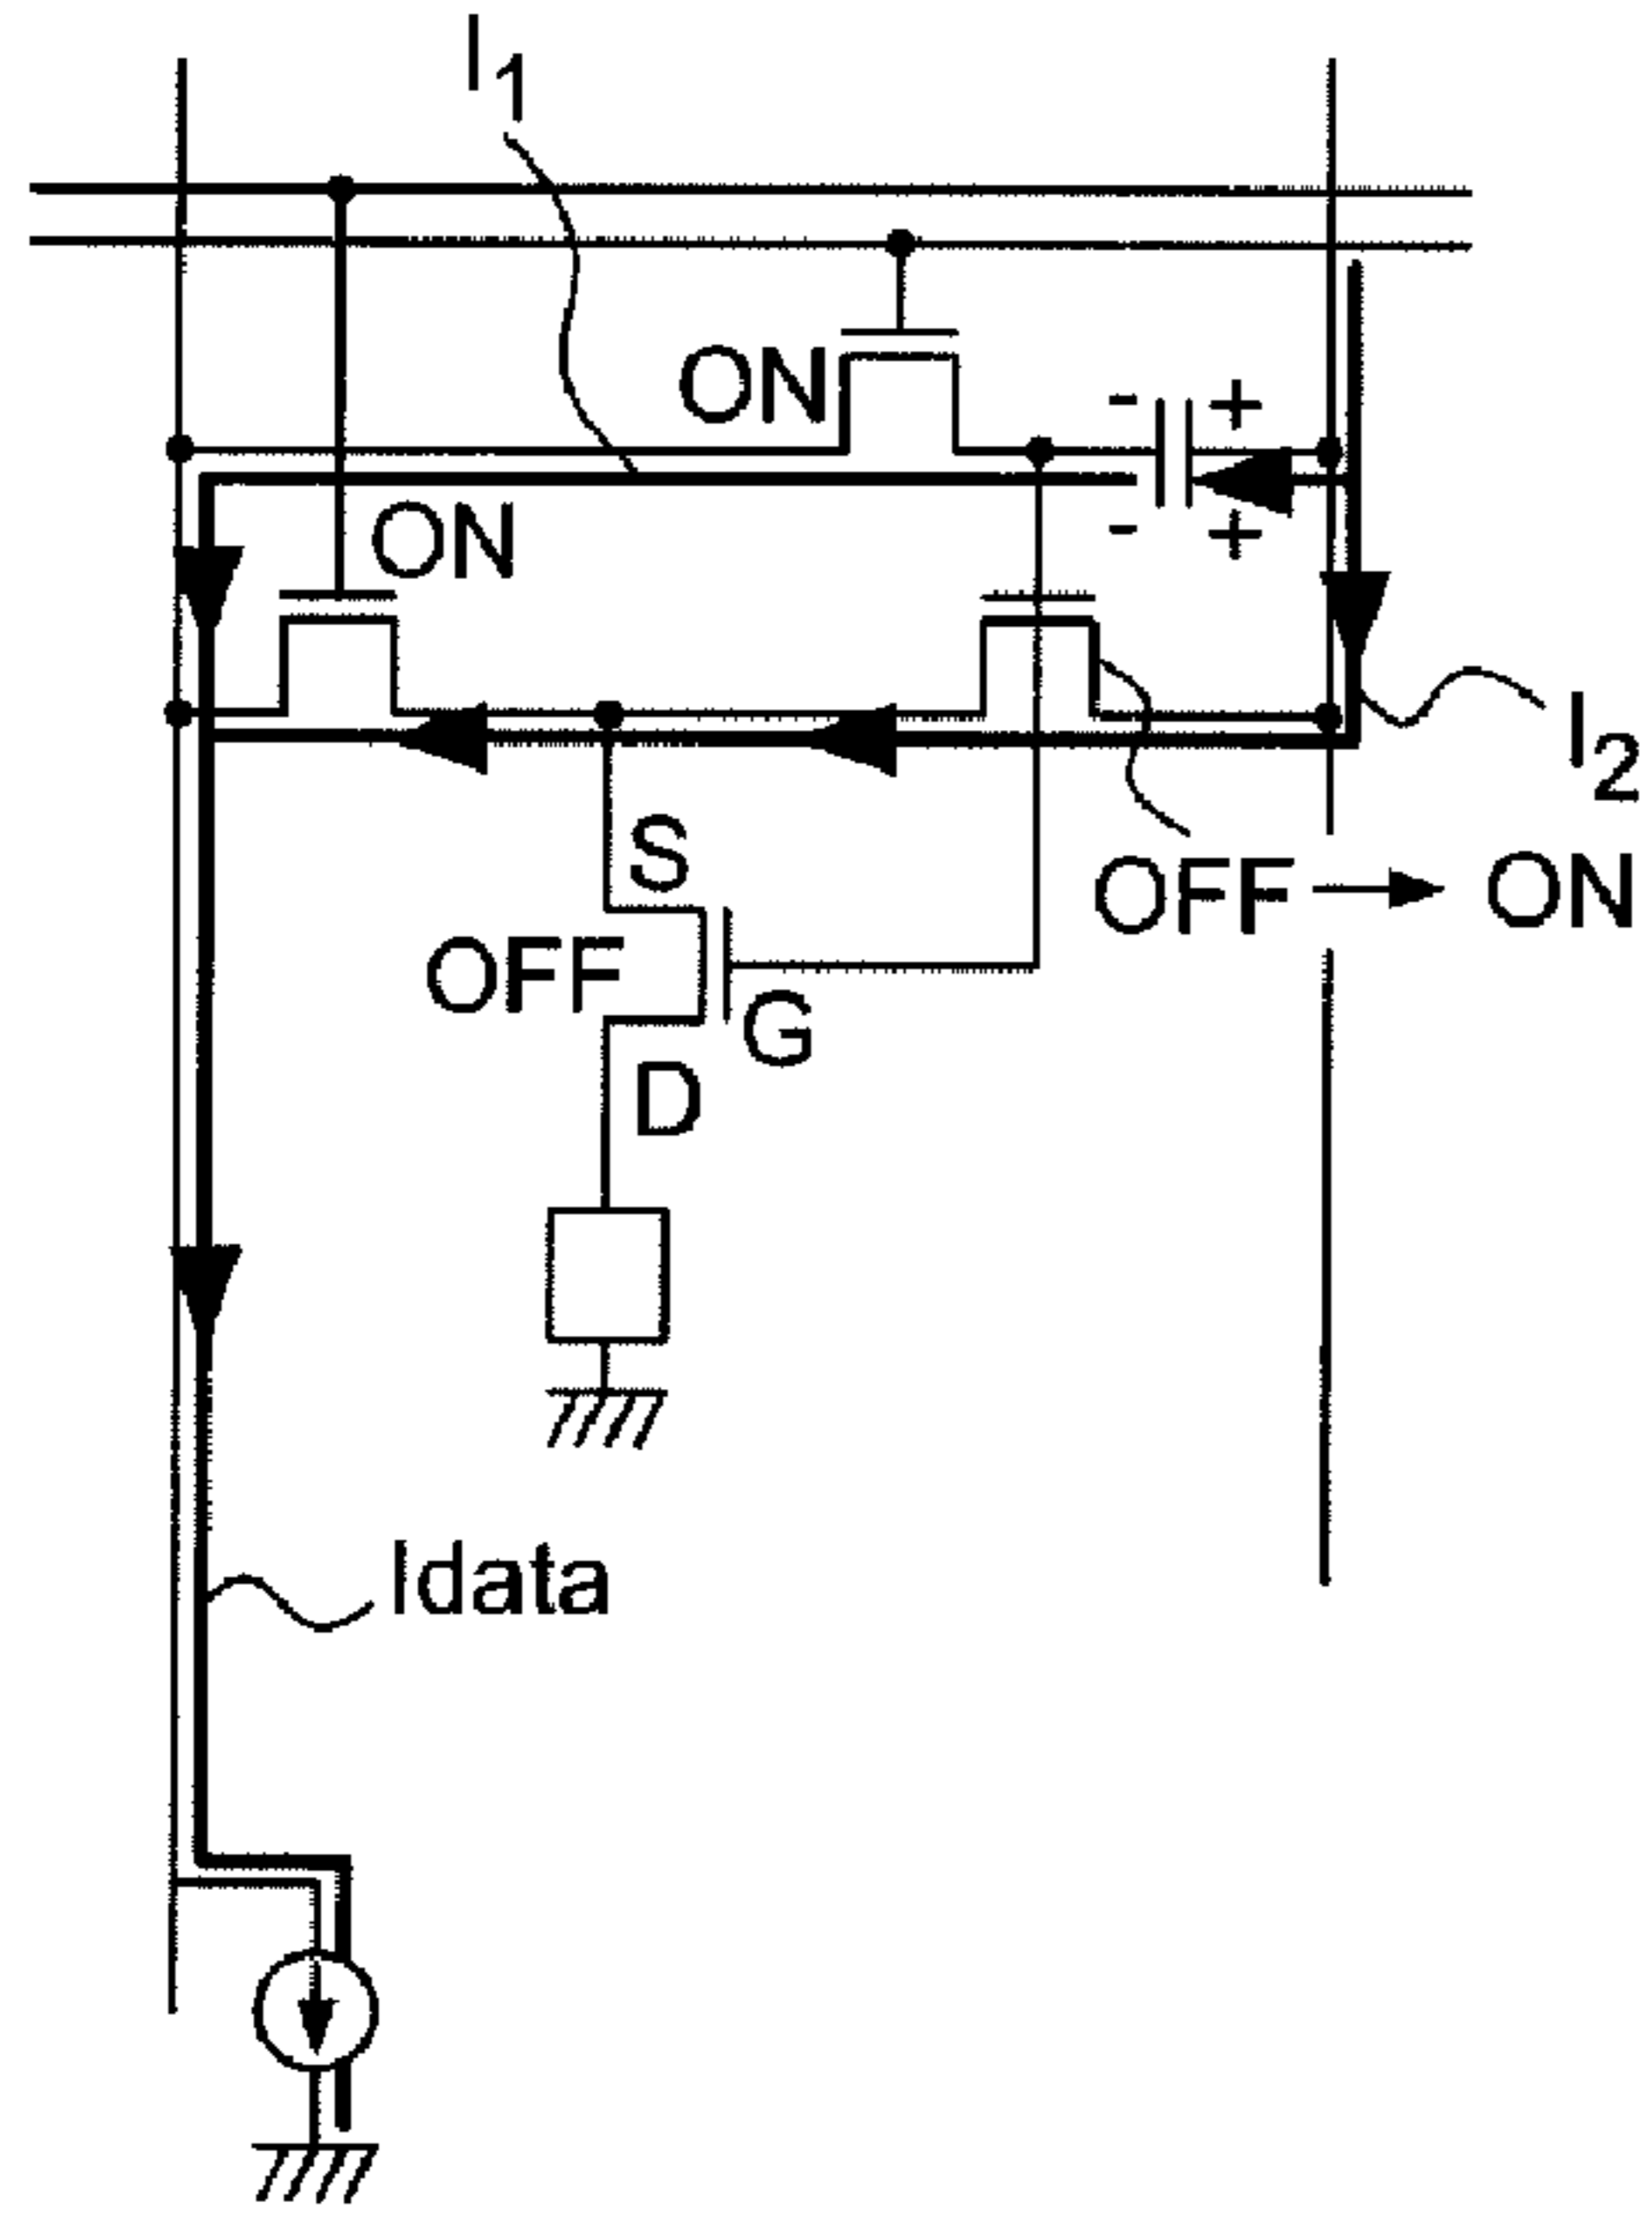 I1
ON
- +
ON
- +
I2
S
OFF → ON
OFF
G
D
Idata